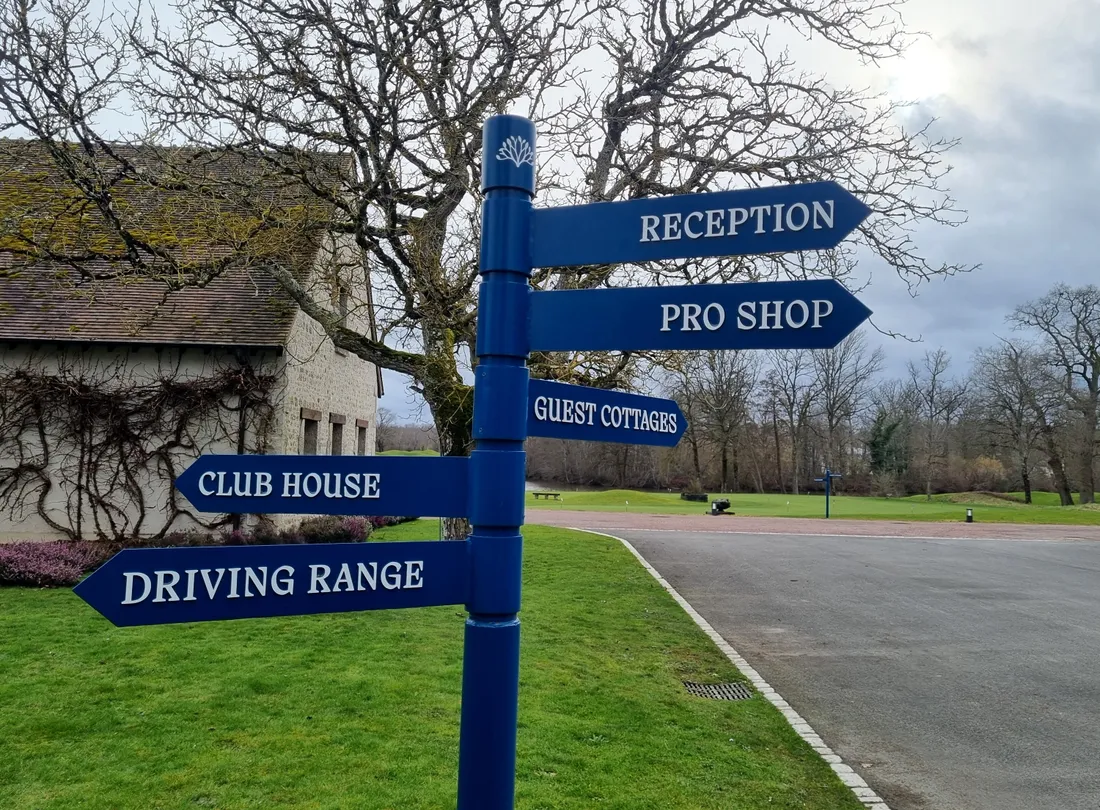 RECEPTION
PRO SHOP
GUEST COTTAGES
CLUB HOUSE
DRIVING RANGE